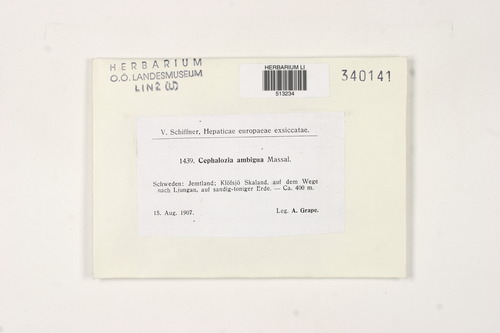 HERBARIUM
O.Ö. LANDESMUSEUM
LINZ (LI)
HERBARIUM LI
513234
340141
V. Schiffner, Hepaticae europaeae exsiccatae.
1439. Cephalozia ambigua Massal.
Schweden: Jemtland; Klöfsjö Skaland, auf dem Wege
nach Ljungan, auf sandig-toniger Erde. — Ca. 400 m.
15. Aug. 1907.
Leg. A. Grape.